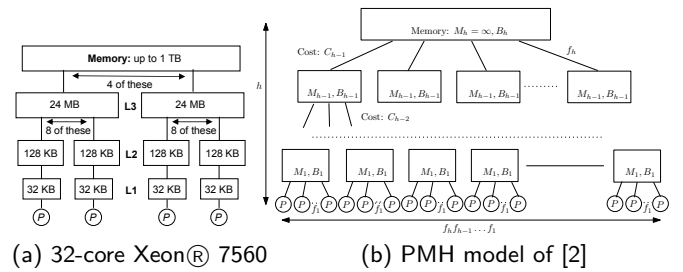 Memory: up to 1 TB
4 of these
24 MB L3 24 MB
8 of these 8 of these
128 KB 128 KB L2 128 KB 128 KB
32 KB 32 KB L1 32 KB 32 KB
P P P P
(a) 32-core Xeon® 7560
Memory: M_h = ∞, B_h
Cost: C_{h−1} f_h
h
M_{h−1}, B_{h−1} M_{h−1}, B_{h−1} M_{h−1}, B_{h−1} ........ M_{h−1}, B_{h−1}
Cost: C_{h−2}
M_1, B_1 M_1, B_1 M_1, B_1 M_1, B_1 M_1, B_1
P P f_1 P P P f_1 P P P f_1 P P P f_1 P P P f_1 P
f_h f_{h−1} ... f_1
(b) PMH model of [2]